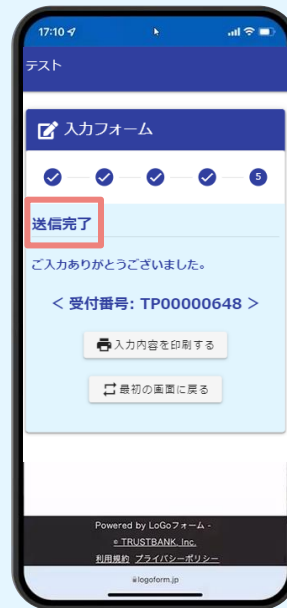 17:10
テスト
入力フォーム
5
送信完了
ご入力ありがとうございました。
< 受付番号: TP00000648 >
入力内容を印刷する
最初の画面に戻る
Powered by LoGoフォーム -
© TRUSTBANK, Inc.
利用規約 プライバシーポリシー
logoform.jp